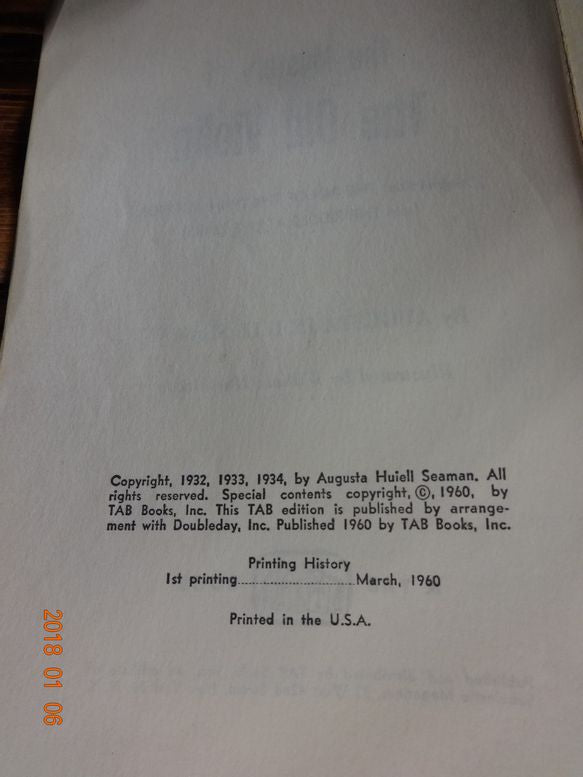 Copyright, 1932, 1933, 1934, by Augusta Huiell Seaman. All
rights reserved. Special contents copyright, ©, 1960, by
TAB Books, Inc. This TAB edition is published by arrange-
ment with Doubleday, Inc. Published 1960 by TAB Books, Inc.
Printing History
1st printing..............................March, 1960
Printed in the U.S.A.
2018 01 06